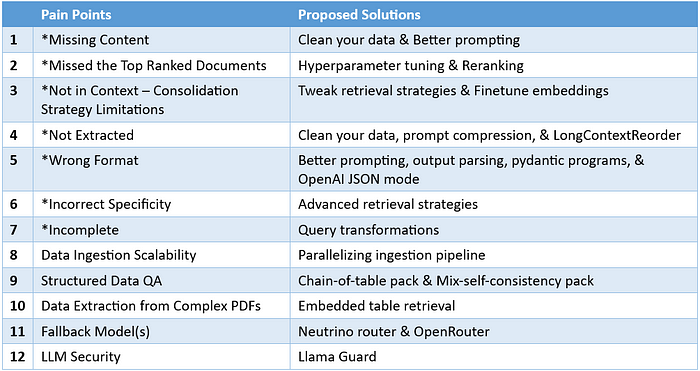 Pain Points Proposed Solutions
1 *Missing Content Clean your data & Better prompting
2 *Missed the Top Ranked Documents Hyperparameter tuning & Reranking
3 *Not in Context – Consolidation Tweak retrieval strategies & Finetune embeddings
Strategy Limitations
4 *Not Extracted Clean your data, prompt compression, & LongContextReorder
5 *Wrong Format Better prompting, output parsing, pydantic programs, &
OpenAI JSON mode
6 *Incorrect Specificity Advanced retrieval strategies
7 *Incomplete Query transformations
8 Data Ingestion Scalability Parallelizing ingestion pipeline
9 Structured Data QA Chain-of-table pack & Mix-self-consistency pack
10 Data Extraction from Complex PDFs Embedded table retrieval
11 Fallback Model(s) Neutrino router & OpenRouter
12 LLM Security Llama Guard